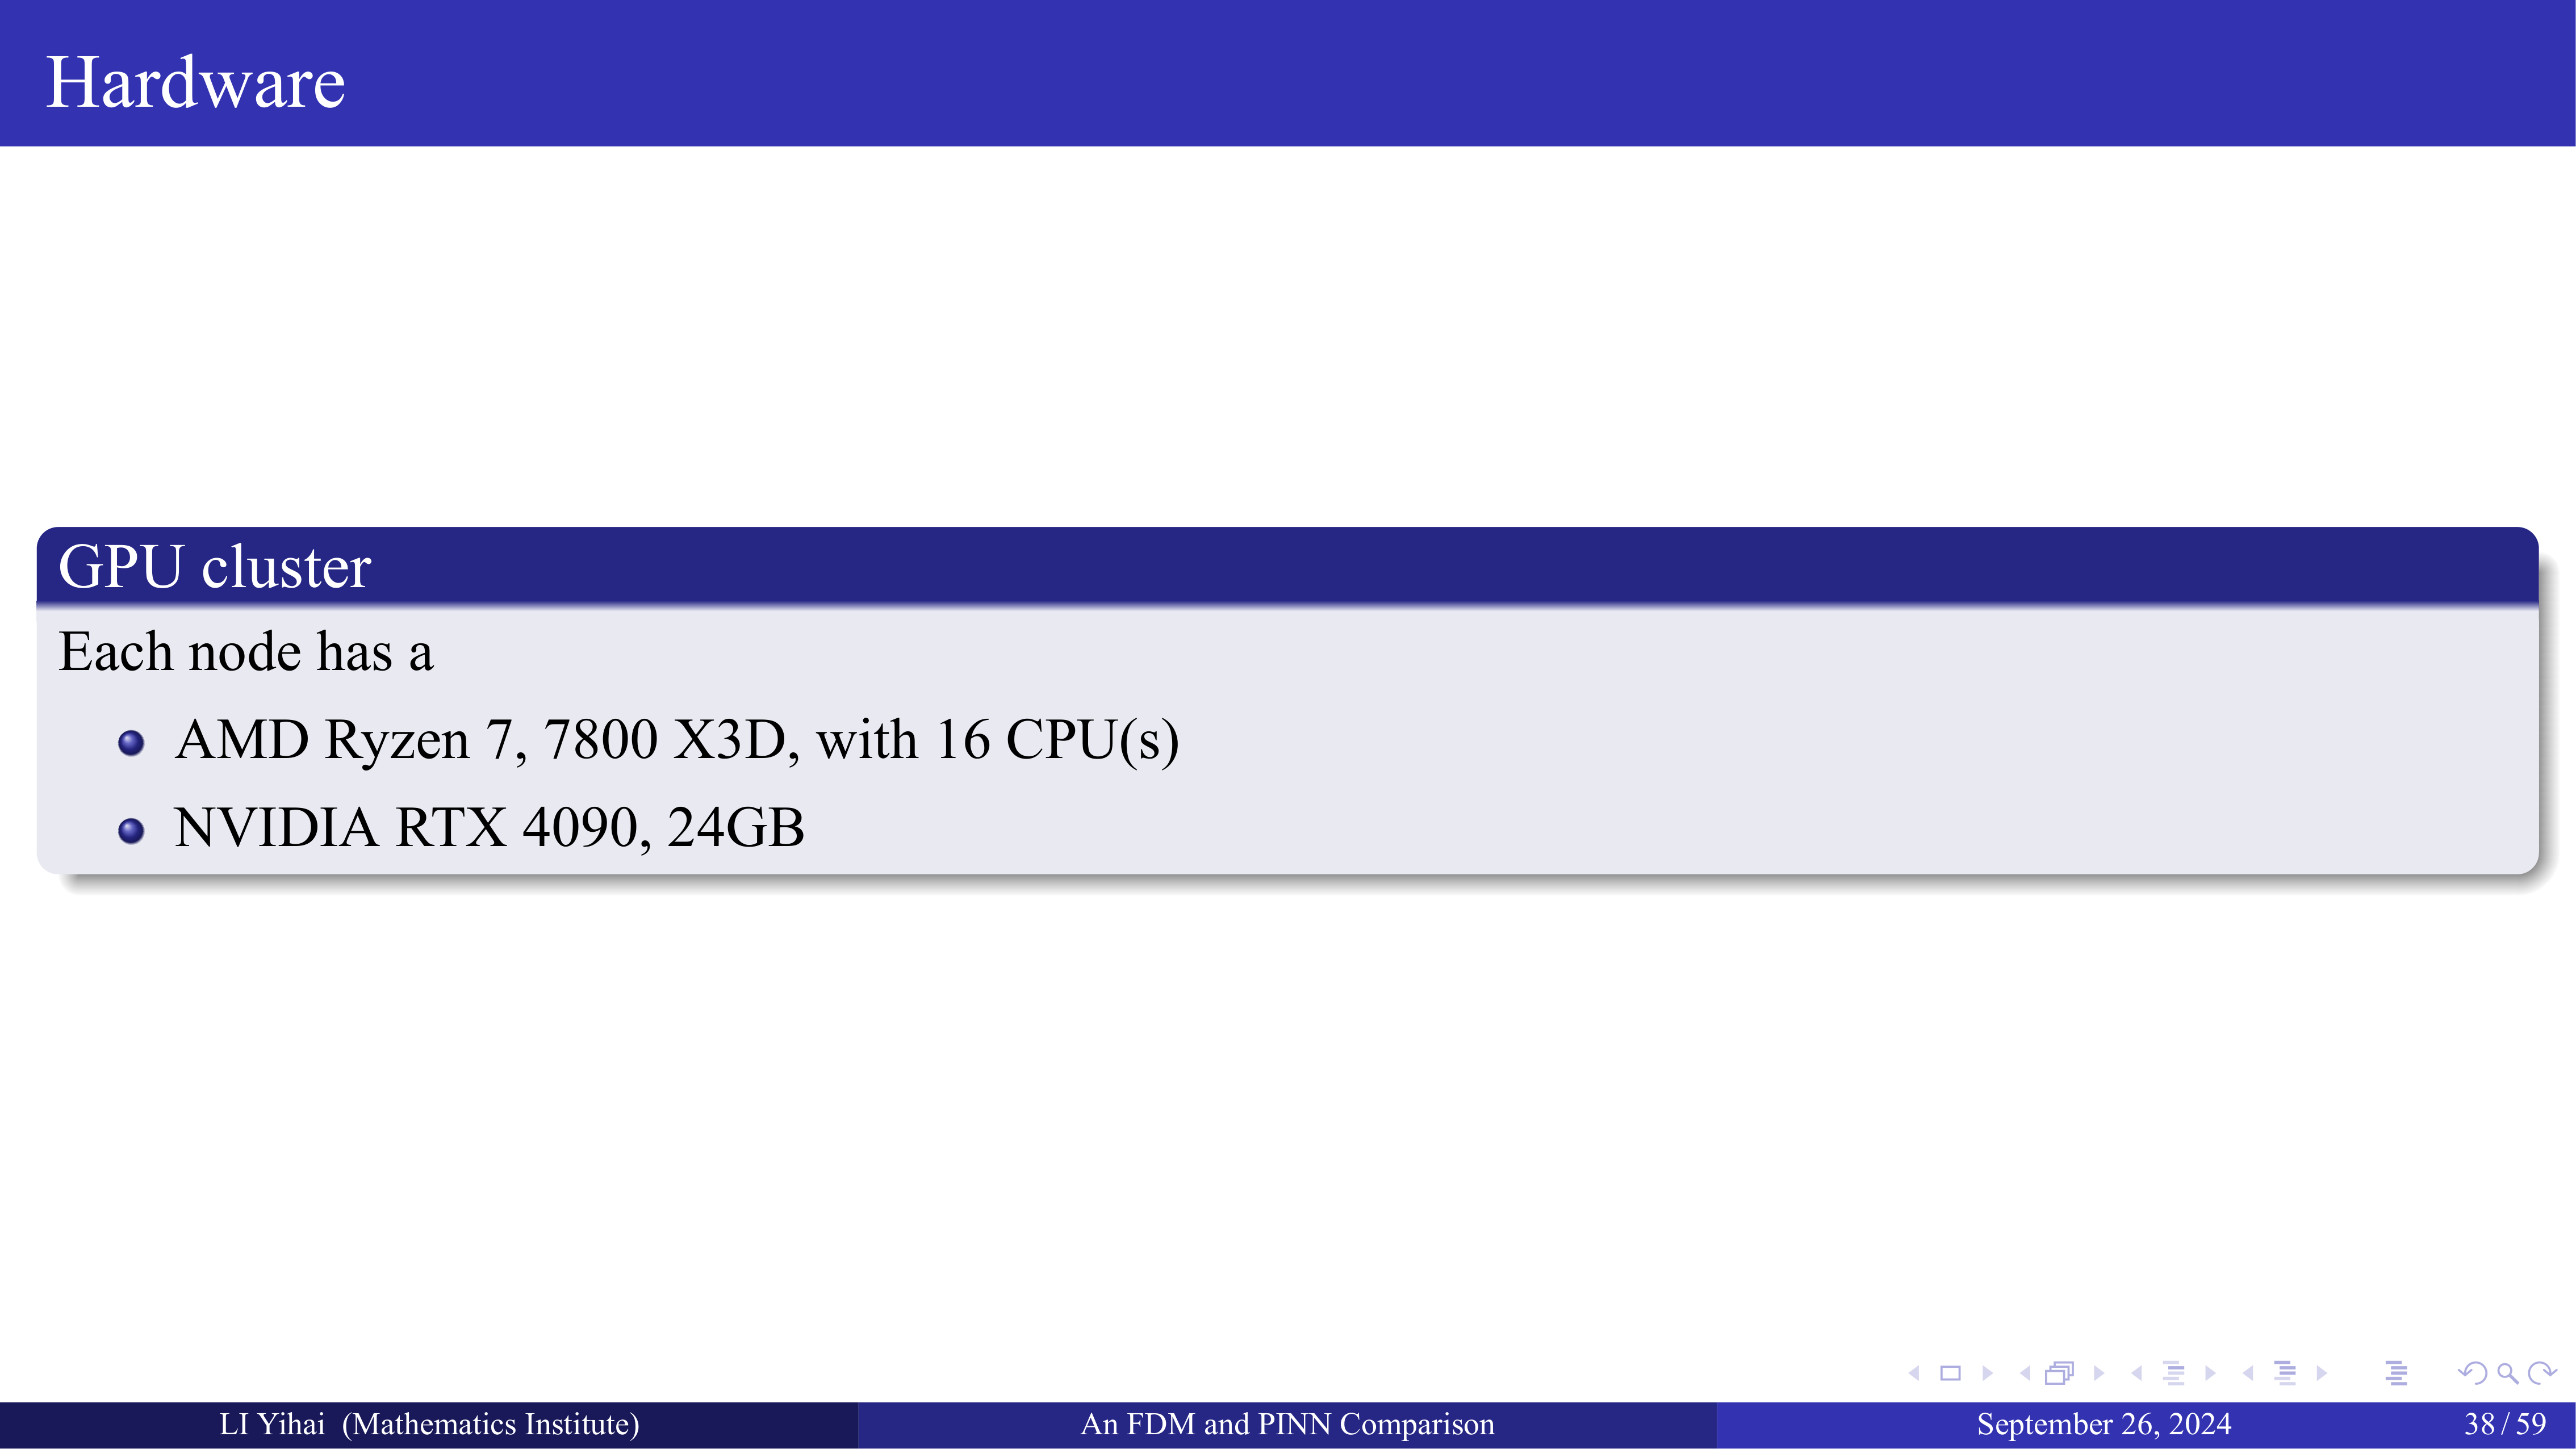 Hardware
GPU cluster
Each node has a
AMD Ryzen 7, 7800 X3D, with 16 CPU(s)
NVIDIA RTX 4090, 24GB
LI Yihai (Mathematics Institute)
An FDM and PINN Comparison
September 26, 2024
38 / 59